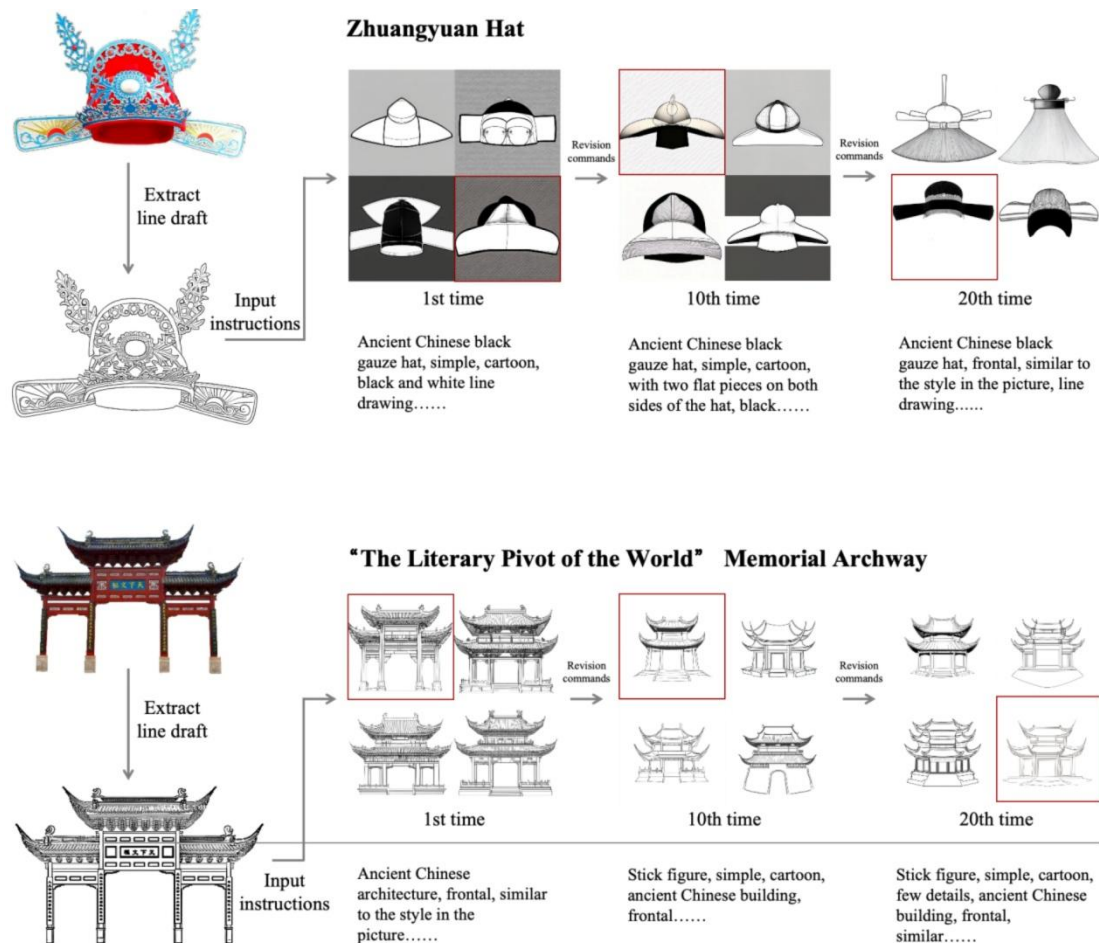 Zhuangyuan Hat
Extract
line draft
Input
instructions
Revision
commands
Revision
commands
1st time
10th time
20th time
Ancient Chinese black
gauze hat, simple, cartoon,
black and white line
drawing……
Ancient Chinese black
gauze hat, simple, cartoon,
with two flat pieces on both
sides of the hat, black……
Ancient Chinese black
gauze hat, frontal, similar to
the style in the picture, line
drawing......
“The Literary Pivot of the World” Memorial Archway
Extract
line draft
Input
instructions
Revision
commands
Revision
commands
1st time
10th time
20th time
Ancient Chinese
architecture, frontal, similar
to the style in the
picture……
Stick figure, simple, cartoon,
ancient Chinese building,
frontal……
Stick figure, simple, cartoon,
few details, ancient Chinese
building, frontal,
similar……